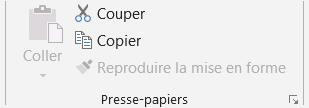 Coller
Couper
Copier
Reproduire la mise en forme
Presse-papiers